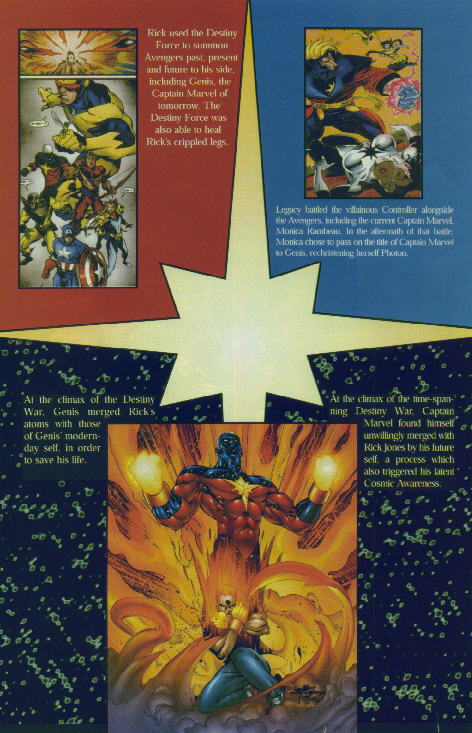 Rick used the Destiny
Force to summon
Avengers past, present
and future to his side,
including Genis, the
Captain Marvel of
tomorrow. The
Destiny Force was
also able to heal
Rick's crippled legs.
Legacy battled the villainous Controller alongside
the Avengers, including the current Captain Marvel,
Monica Rambeau. In the aftermath of that battle,
Monica chose to pass on the title of Captain Marvel
to Genis, rechristening herself Photon.
At the climax of the Destiny
War, Genis merged Rick's
atoms with those
of Genis' modern-
day self, in order
to save his life.
At the climax of the time-span-
ning Destiny War, Captain
Marvel found himself
unwillingly merged with
Rick Jones by his future
self, a process which
also triggered his latent
Cosmic Awareness.